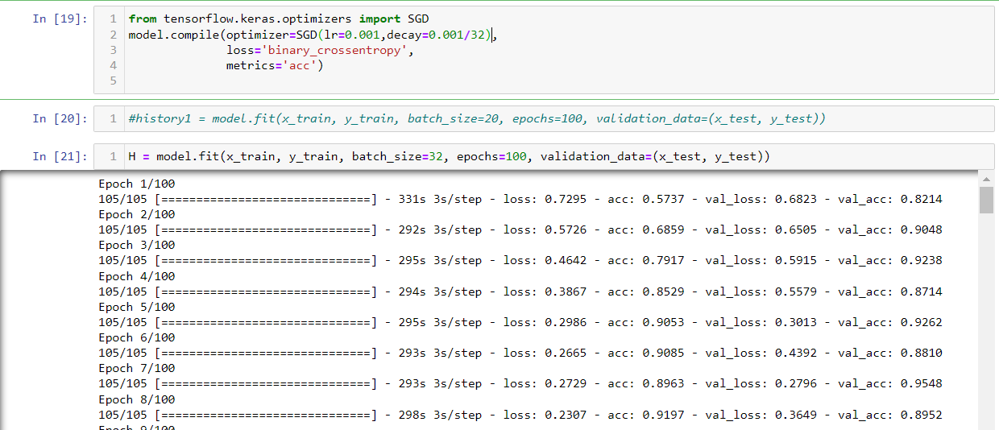 In [19]:
1 from tensorflow.keras.optimizers import SGD
2 model.compile(optimizer=SGD(lr=0.001,decay=0.001/32),
3 loss='binary_crossentropy',
4 metrics='acc')
5
In [20]: 1 #history1 = model.fit(x_train, y_train, batch_size=20, epochs=100, validation_data=(x_test, y_test))
In [21]: 1 H = model.fit(x_train, y_train, batch_size=32, epochs=100, validation_data=(x_test, y_test))
Epoch 1/100
105/105 [==============================] - 331s 3s/step - loss: 0.7295 - acc: 0.5737 - val_loss: 0.6823 - val_acc: 0.8214
Epoch 2/100
105/105 [==============================] - 292s 3s/step - loss: 0.5726 - acc: 0.6859 - val_loss: 0.6505 - val_acc: 0.9048
Epoch 3/100
105/105 [==============================] - 295s 3s/step - loss: 0.4642 - acc: 0.7917 - val_loss: 0.5915 - val_acc: 0.9238
Epoch 4/100
105/105 [==============================] - 294s 3s/step - loss: 0.3867 - acc: 0.8529 - val_loss: 0.5579 - val_acc: 0.8714
Epoch 5/100
105/105 [==============================] - 295s 3s/step - loss: 0.2986 - acc: 0.9053 - val_loss: 0.3013 - val_acc: 0.9262
Epoch 6/100
105/105 [==============================] - 293s 3s/step - loss: 0.2665 - acc: 0.9085 - val_loss: 0.4392 - val_acc: 0.8810
Epoch 7/100
105/105 [==============================] - 293s 3s/step - loss: 0.2729 - acc: 0.8963 - val_loss: 0.2796 - val_acc: 0.9548
Epoch 8/100
105/105 [==============================] - 298s 3s/step - loss: 0.2307 - acc: 0.9197 - val_loss: 0.3649 - val_acc: 0.8952
Epoch 9/100